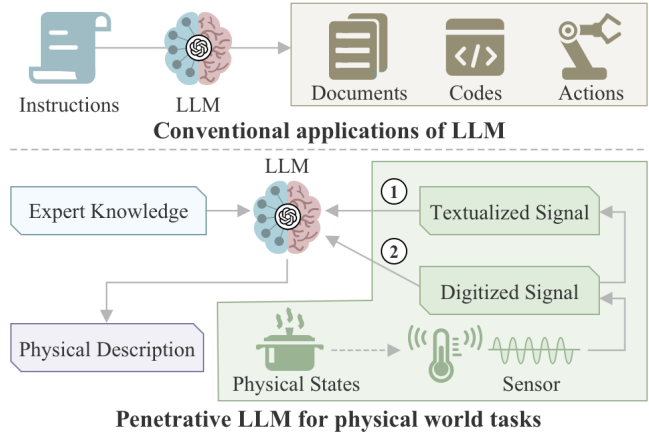 Instructions
LLM
Documents
Codes
Actions
Conventional applications of LLM
LLM
Expert Knowledge
1
Textualized Signal
2
Digitized Signal
Physical Description
Physical States
Sensor
Penetrative LLM for physical world tasks